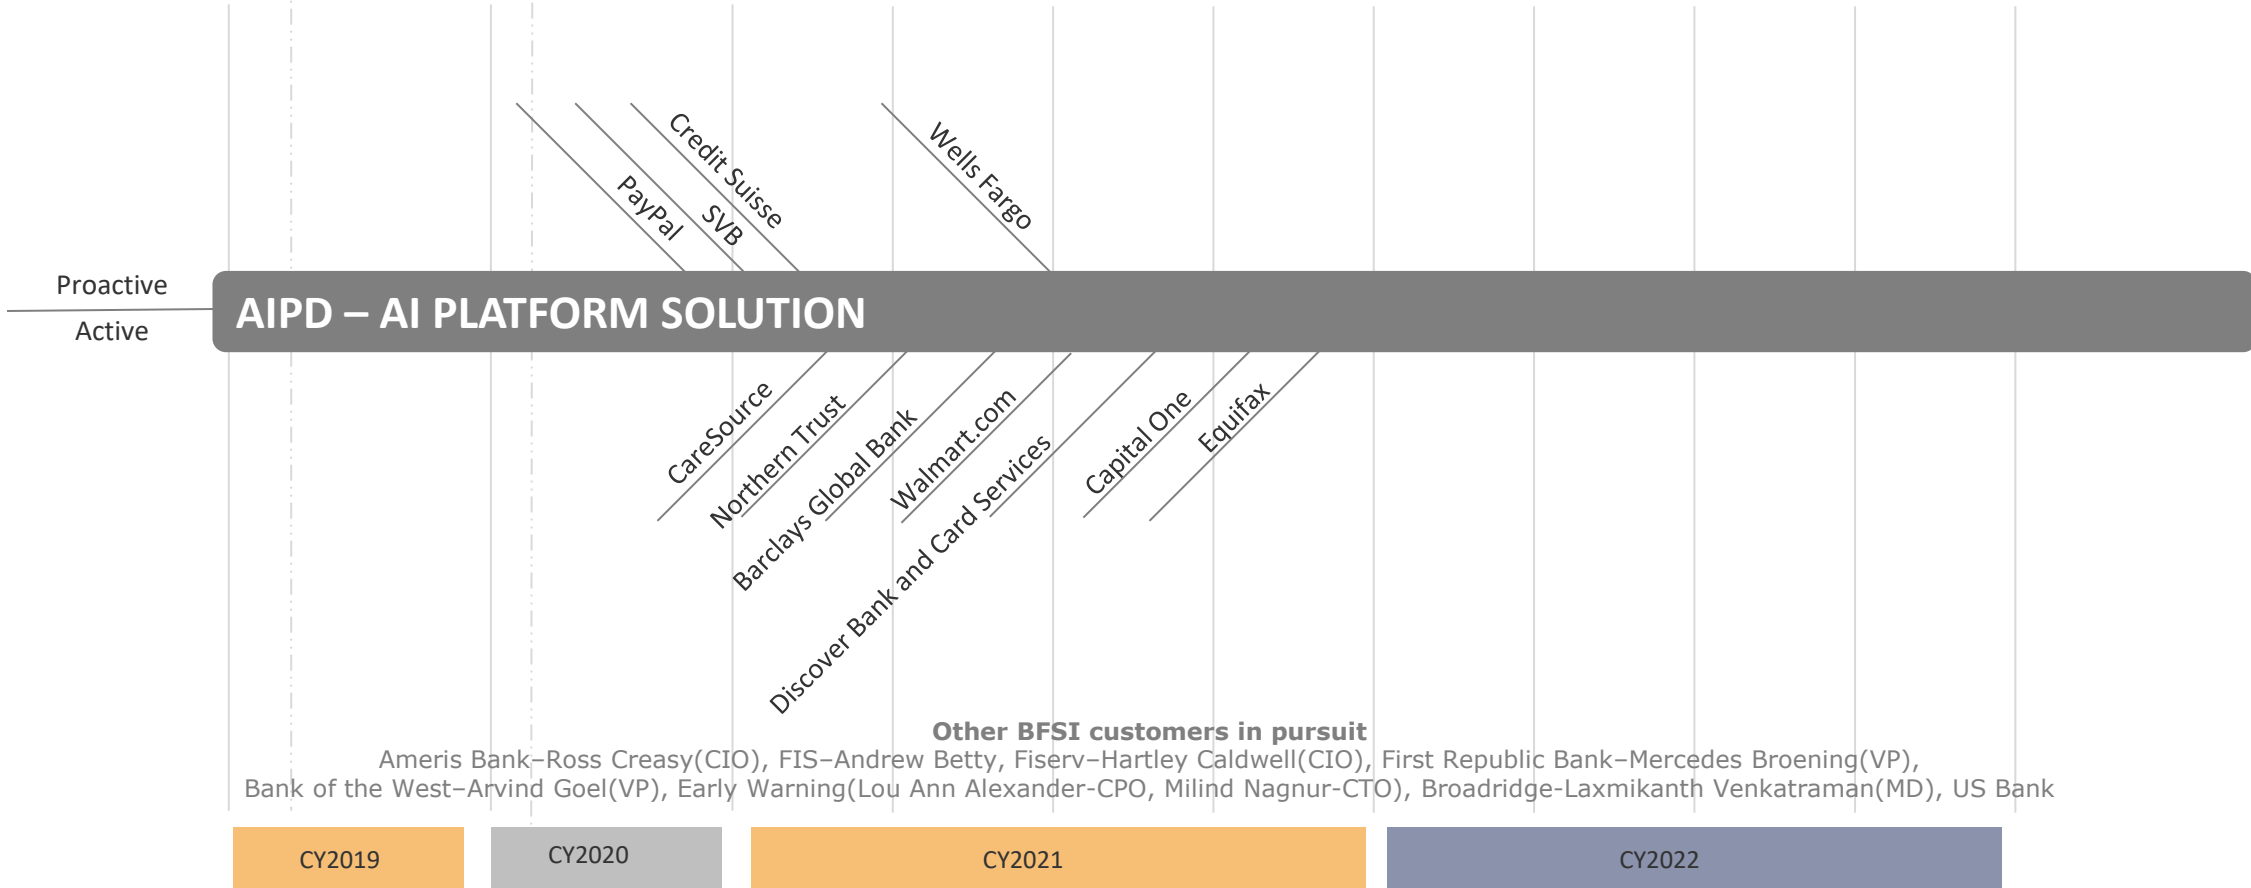 Credit Suisse
PayPal
SVB
Wells Fargo
Proactive
Active
AIPD – AI PLATFORM SOLUTION
CareSource
Northern Trust
Barclays Global Bank
Walmart.com
Discover Bank and Card Services
Capital One
Equifax
Other BFSI customers in pursuit
Ameris Bank–Ross Creasy(CIO), FIS–Andrew Betty, Fiserv–Hartley Caldwell(CIO), First Republic Bank–Mercedes Broening(VP),
Bank of the West–Arvind Goel(VP), Early Warning(Lou Ann Alexander-CPO, Milind Nagnur-CTO), Broadridge-Laxmikanth Venkatraman(MD), US Bank
CY2019
CY2020
CY2021
CY2022